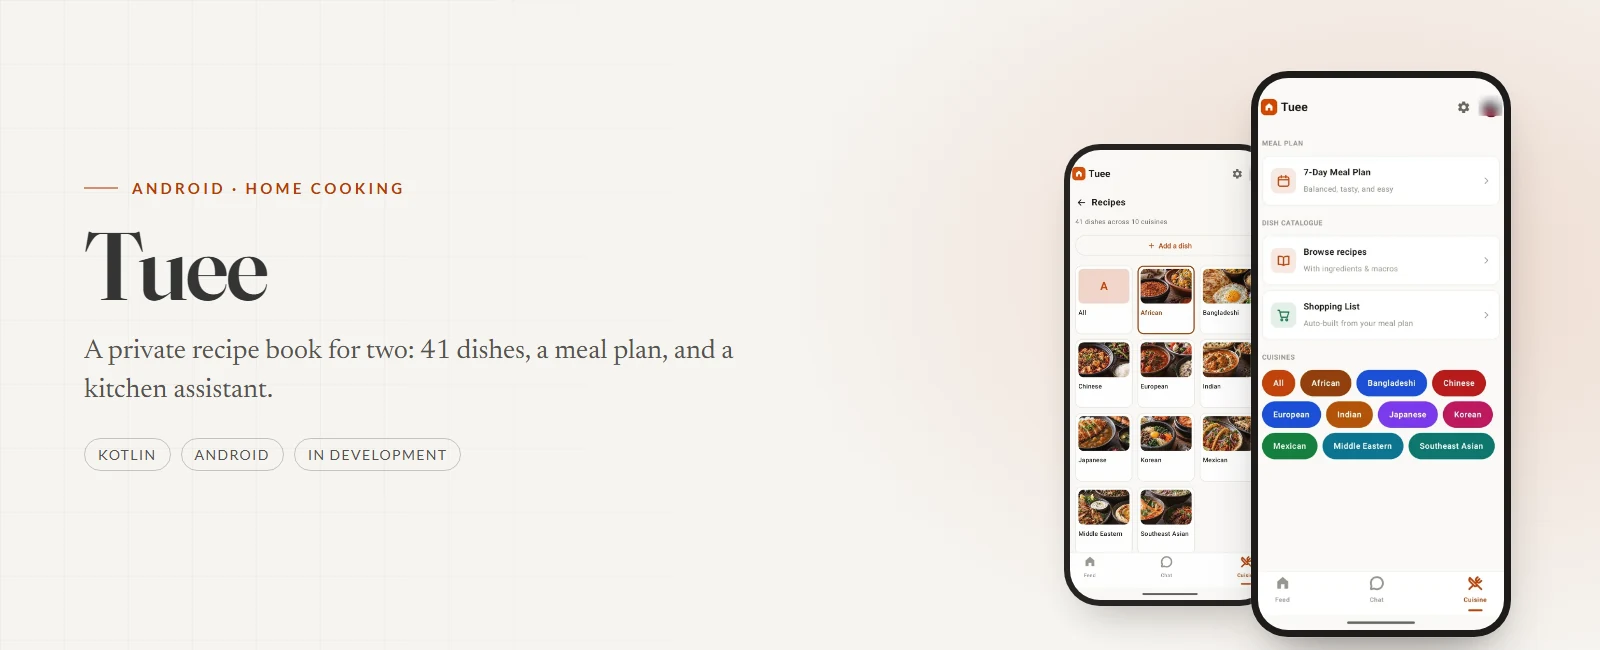 ANDROID · HOME COOKING
Tuee
A private recipe book for two: 41 dishes, a meal plan, and a
kitchen assistant.
KOTLIN
ANDROID
IN DEVELOPMENT
Tuee
← Recipes
41 dishes across 10 cuisines
+ Add a dish
A
All
African
Bangladeshi
Chinese
European
Indian
Japanese
Korean
Mexican
Middle Eastern
Southeast Asian
Feed
Chat
Tuee
MEAL PLAN
7-Day Meal Plan
Balanced, tasty, and easy
DISH CATALOGUE
Browse recipes
With ingredients & macros
Shopping List
Auto-built from your meal plan
CUISINES
All African Bangladeshi Chinese
European Indian Japanese Korean
Mexican Middle Eastern Southeast Asian
Feed Chat Cuisine